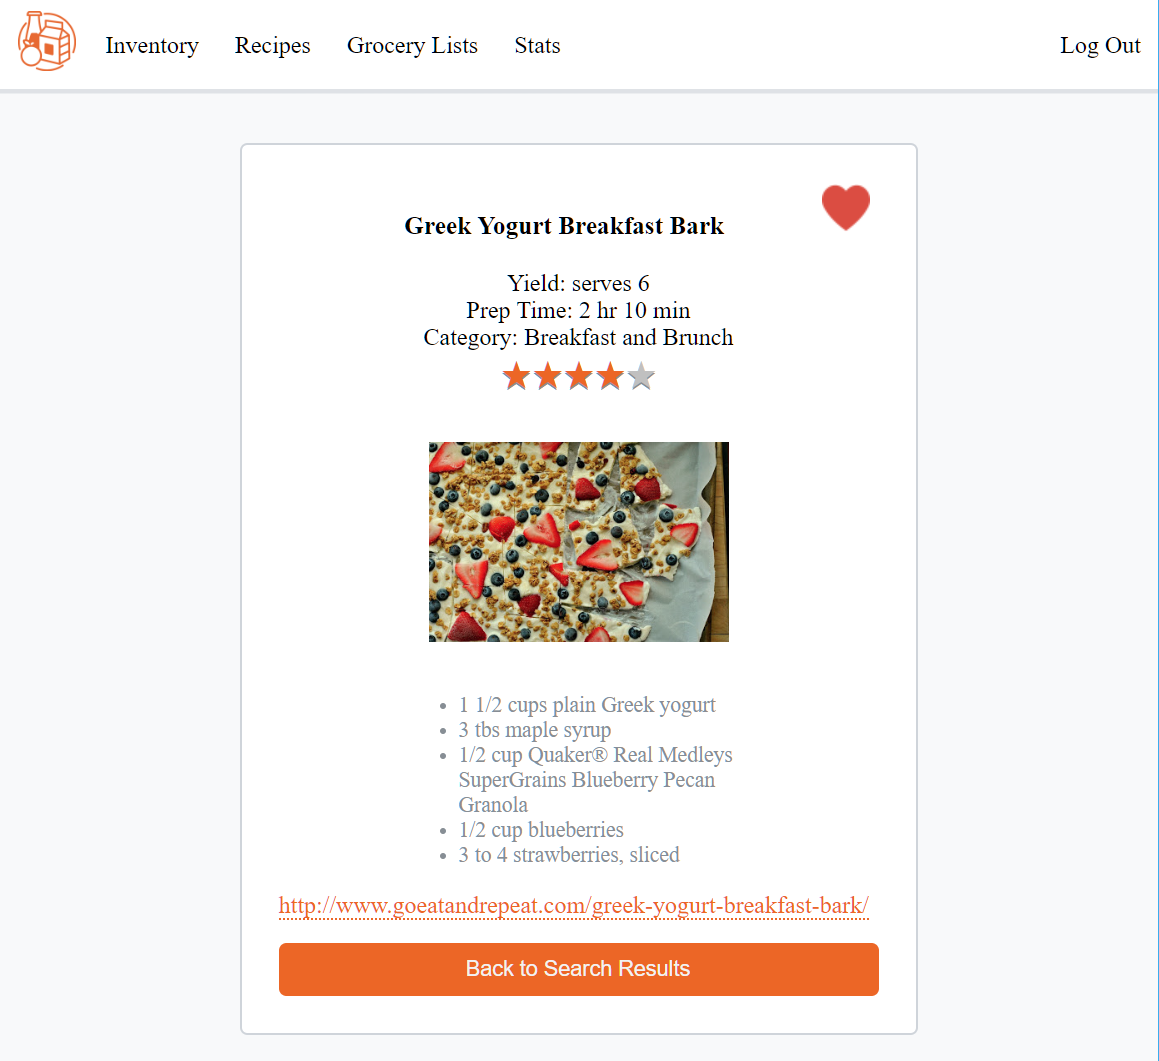 Inventory Recipes Grocery Lists Stats Log Out
Greek Yogurt Breakfast Bark
Yield: serves 6
Prep Time: 2 hr 10 min
Category: Breakfast and Brunch
1 1/2 cups plain Greek yogurt
3 tbs maple syrup
1/2 cup Quaker® Real Medleys
SuperGrains Blueberry Pecan
Granola
1/2 cup blueberries
3 to 4 strawberries, sliced
http://www.goeatandrepeat.com/greek-yogurt-breakfast-bark/
Back to Search Results